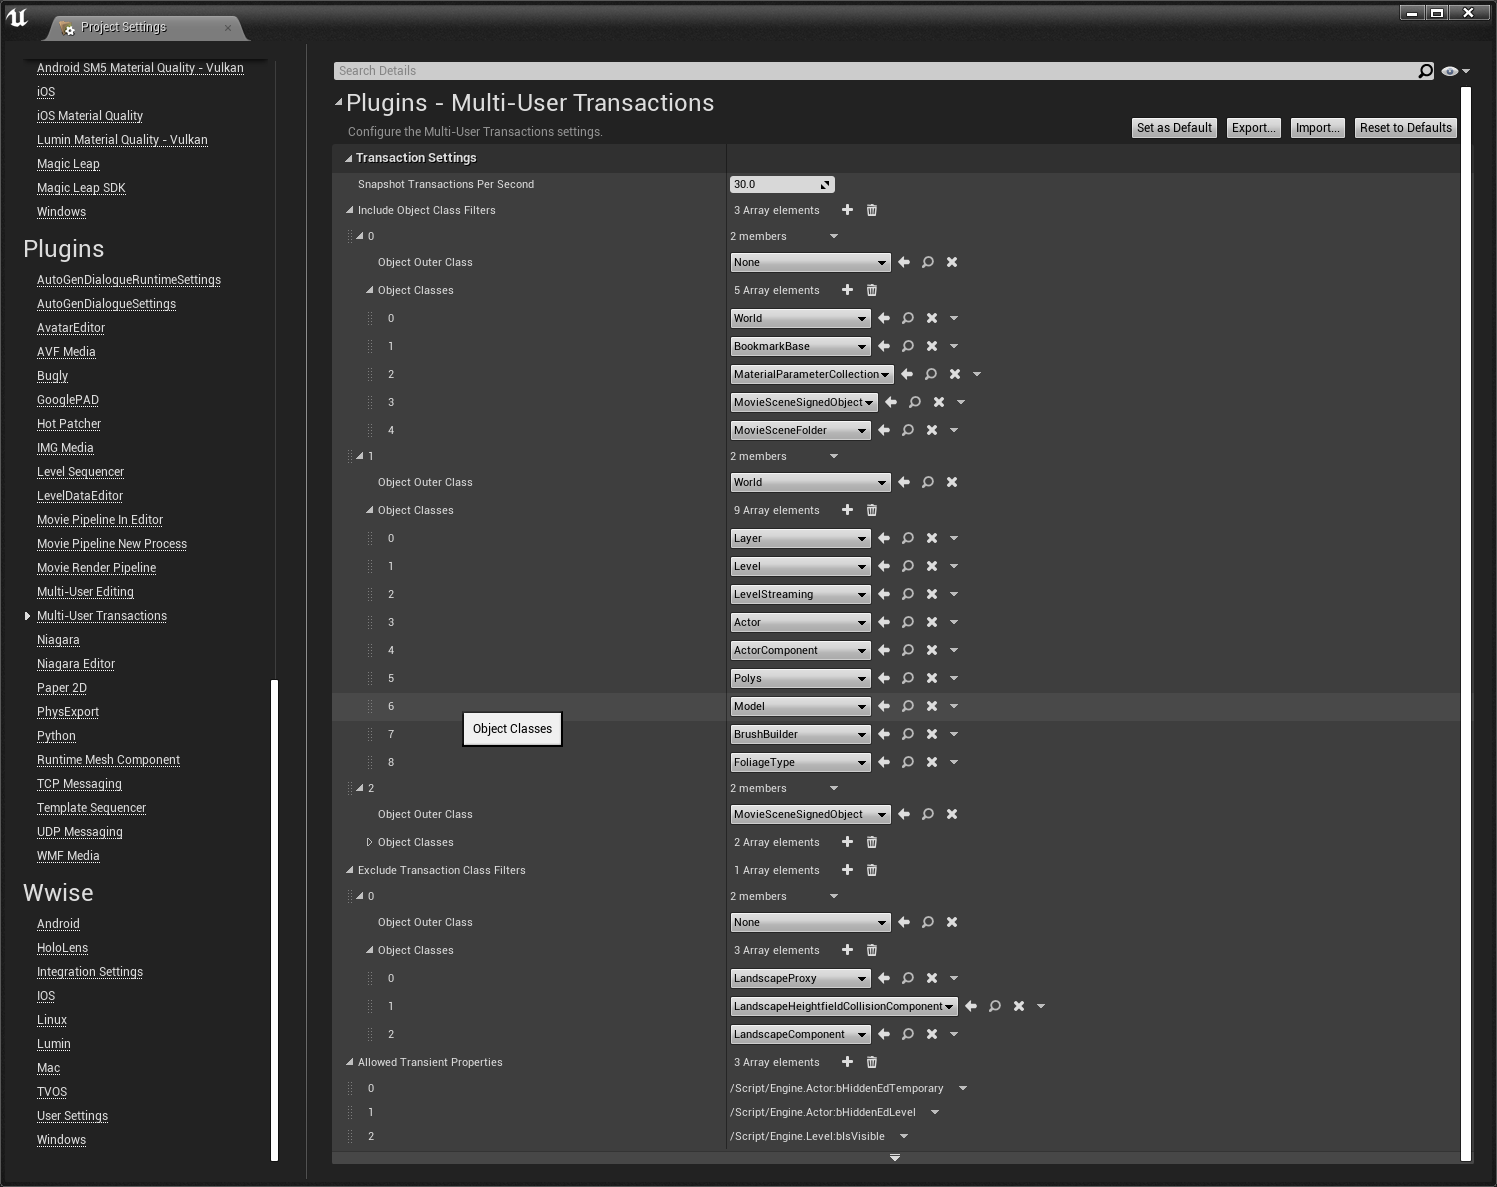 Project Settings
Android SM5 Material Quality - Vulkan
iOS
iOS Material Quality
Lumin Material Quality - Vulkan
Magic Leap
Magic Leap SDK
Windows
Plugins
AutoGenDialogueRuntimeSettings
AutoGenDialogueSettings
AvatarEditor
AVF Media
Bugly
GooglePAD
Hot Patcher
IMG Media
Level Sequencer
LevelDataEditor
Movie Pipeline In Editor
Movie Pipeline New Process
Movie Render Pipeline
Multi-User Editing
Multi-User Transactions
Niagara
Niagara Editor
Paper 2D
PhysExport
Python
Runtime Mesh Component
TCP Messaging
Template Sequencer
UDP Messaging
WMF Media
Wwise
Android
HoloLens
Integration Settings
IOS
Linux
Lumin
Mac
TVOS
User Settings
Windows
Search Details
Plugins - Multi-User Transactions
Configure the Multi-User Transactions settings.
Set as Default Export... Import... Reset to Defaults
Transaction Settings
Snapshot Transactions Per Second 30.0
Include Object Class Filters 3 Array elements
0 2 members
Object Outer Class None
Object Classes 5 Array elements
0 World
1 BookmarkBase
2 MaterialParameterCollection
3 MovieSceneSignedObject
4 MovieSceneFolder
1 2 members
Object Outer Class World
Object Classes 9 Array elements
0 Layer
1 Level
2 LevelStreaming
3 Actor
4 ActorComponent
5 Polys
6 Model
Object Classes
7 BrushBuilder
8 FoliageType
2 2 members
Object Outer Class MovieSceneSignedObject
Object Classes 2 Array elements
Exclude Transaction Class Filters 1 Array elements
0 2 members
Object Outer Class None
Object Classes 3 Array elements
0 LandscapeProxy
1 LandscapeHeightfieldCollisionComponent
2 LandscapeComponent
Allowed Transient Properties 3 Array elements
0 /Script/Engine.Actor:bHiddenEdTemporary
1 /Script/Engine.Actor:bHiddenEdLevel
2 /Script/Engine.Level:bIsVisible